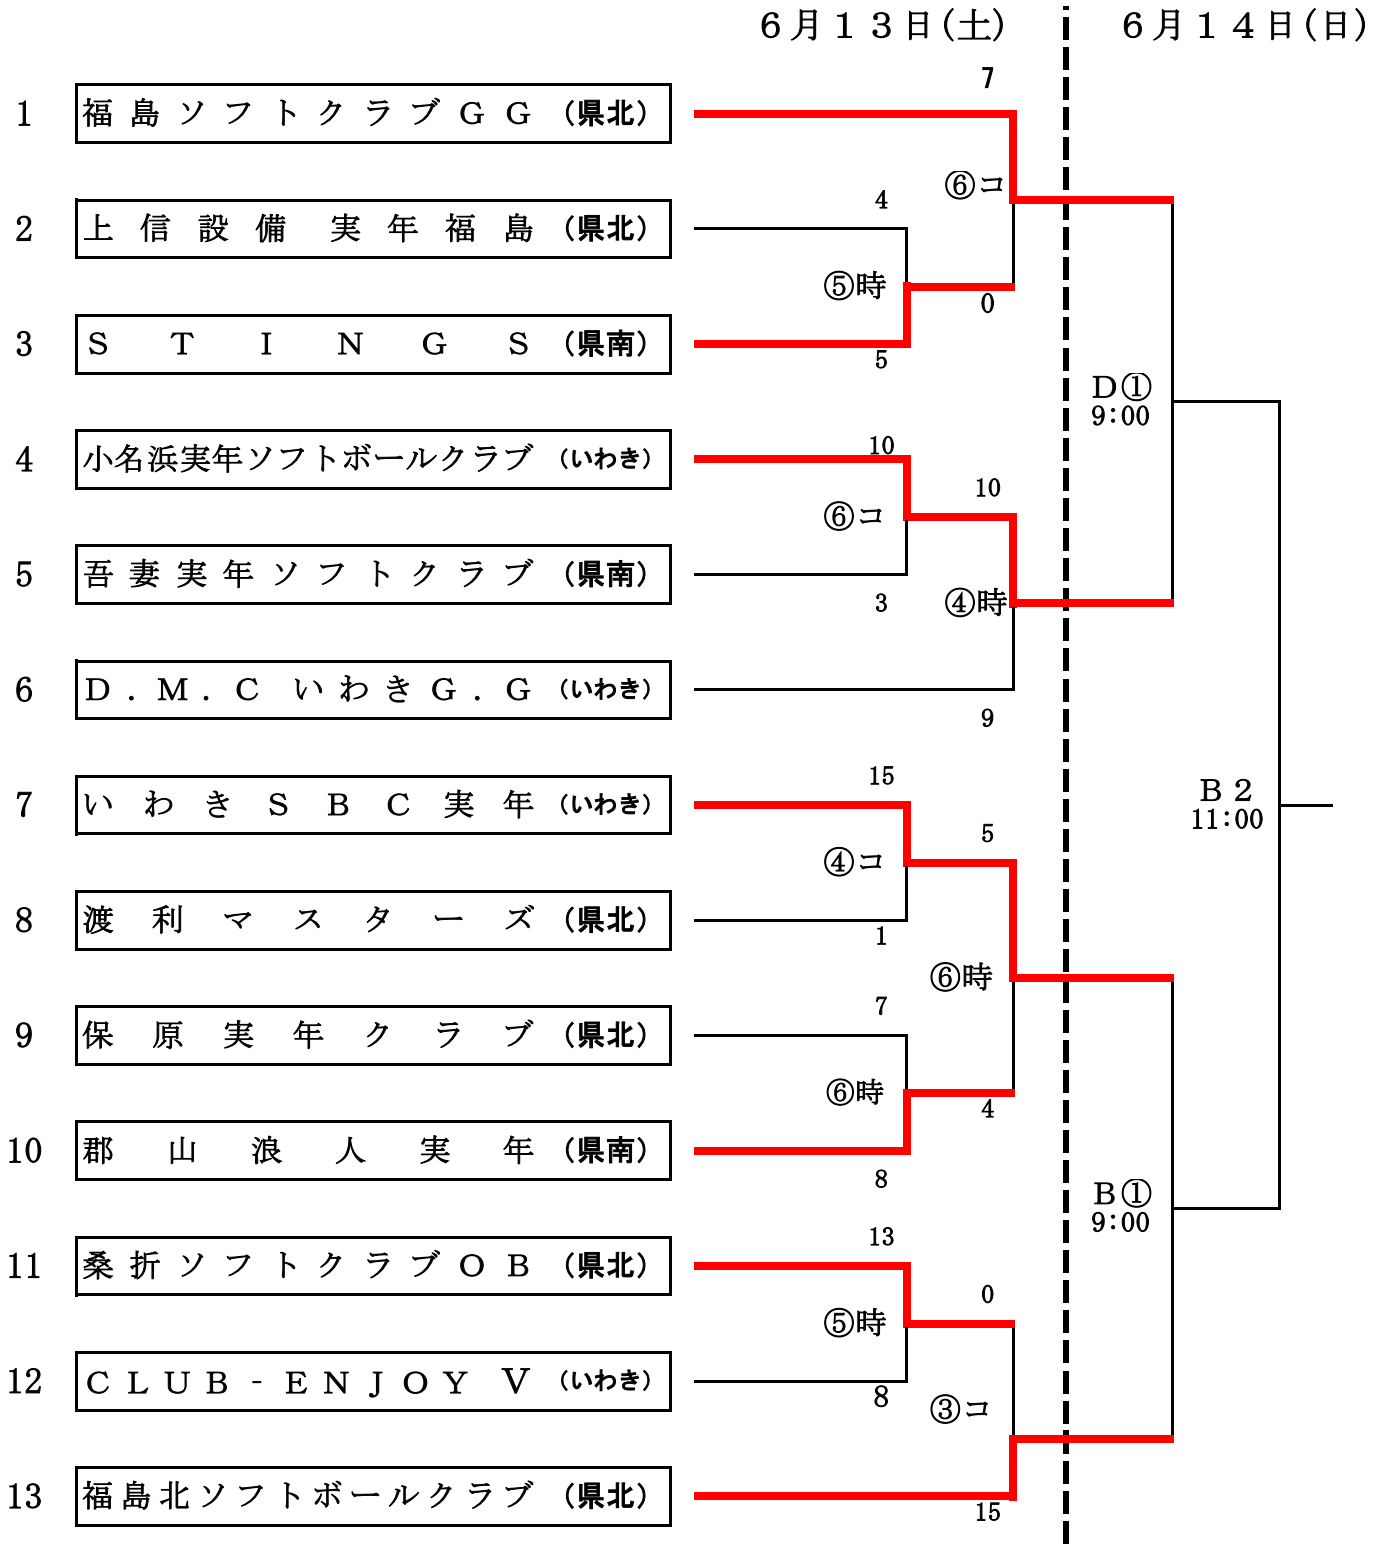 ６月１３日(土)
６月１４日(日)
7
1 福島ソフトクラブＧＧ (県北)
⑥コ
4
2 上信設備 実年福島 (県北)
⑤時
0
3 ＳＴＩＮＧＳ (県南)
5
D①
9:00
10
4 小名浜実年ソフトボールクラブ (いわき)
10
⑥コ
5 吾妻実年ソフトクラブ (県南)
3
④時
6 Ｄ.Ｍ.Ｃ いわきＧ.Ｇ (いわき)
9
15
7 いわきＳＢＣ実年 (いわき)
B２
11:00
5
④コ
8 渡利マスターズ (県北)
1
⑥時
7
9 保原実年クラブ (県北)
⑥時
4
10 郡山浪人実年 (県南)
8
B①
9:00
13
11 桑折ソフトクラブＯＢ (県北)
0
⑤時
12 ＣＬＵＢ-ＥＮＪＯＹ Ⅴ (いわき)
8
③コ
13 福島北ソフトボールクラブ (県北)
15